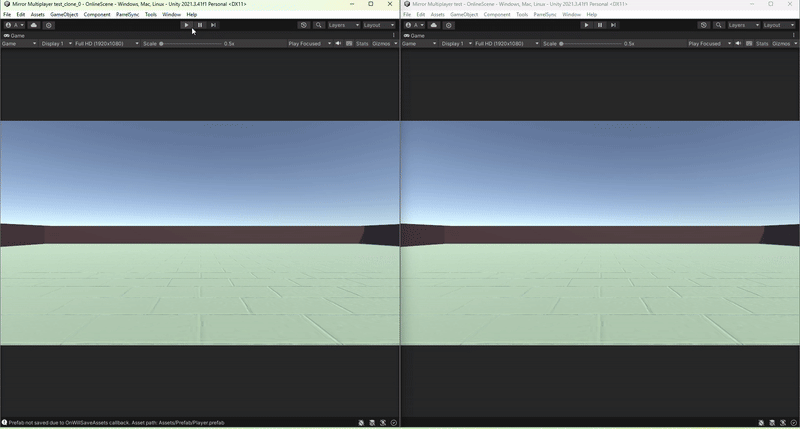 Mirror Multiplayer test_clone_0 - OnlineScene - Windows, Mac, Linux - Unity 2021.3.41f1 Personal <DX11>
File Edit Assets GameObject Component ParrelSync Tools Window Help
A Layers Layout
Game
Game Display 1 Full HD (1920x1080) Scale 0.5x Play Focused Stats Gizmos
Prefab not saved due to OnWillSaveAssets callback. Asset path: Assets/Prefab/Player.prefab
Mirror Multiplayer test - OnlineScene - Windows, Mac, Linux - Unity 2021.3.41f1 Personal <DX11>
File Edit Assets GameObject Component Tools ParrelSync Window Help
A Layers Layout
Game
Game Display 1 Full HD (1920x1080) Scale 0.5x Play Focused Stats Gizmos